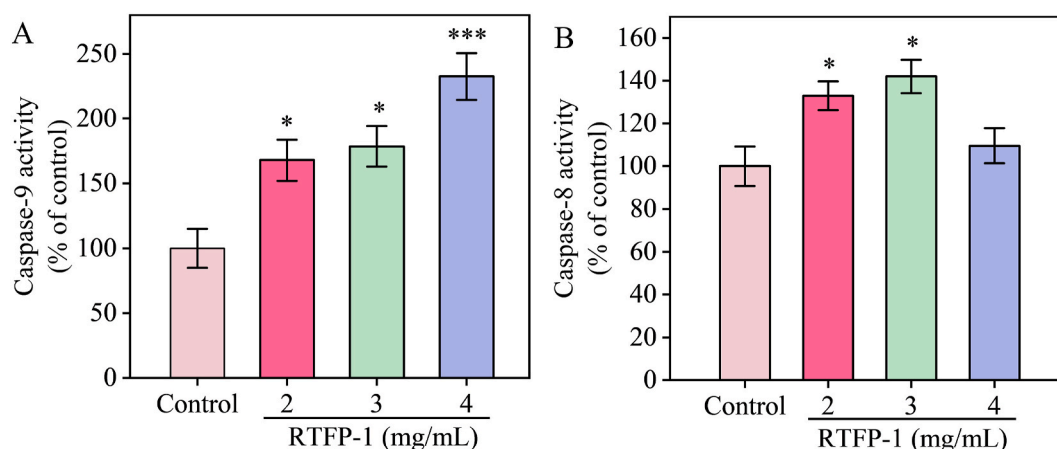 A
Caspase-9 activity
(% of control)
250
200
150
100
50
0
*
*
***
Control
2
3
4
RTFP-1 (mg/mL)
B
Caspase-8 activity
(% of control)
160
140
120
100
80
60
40
20
0
*
*
Control
2
3
4
RTFP-1 (mg/mL)